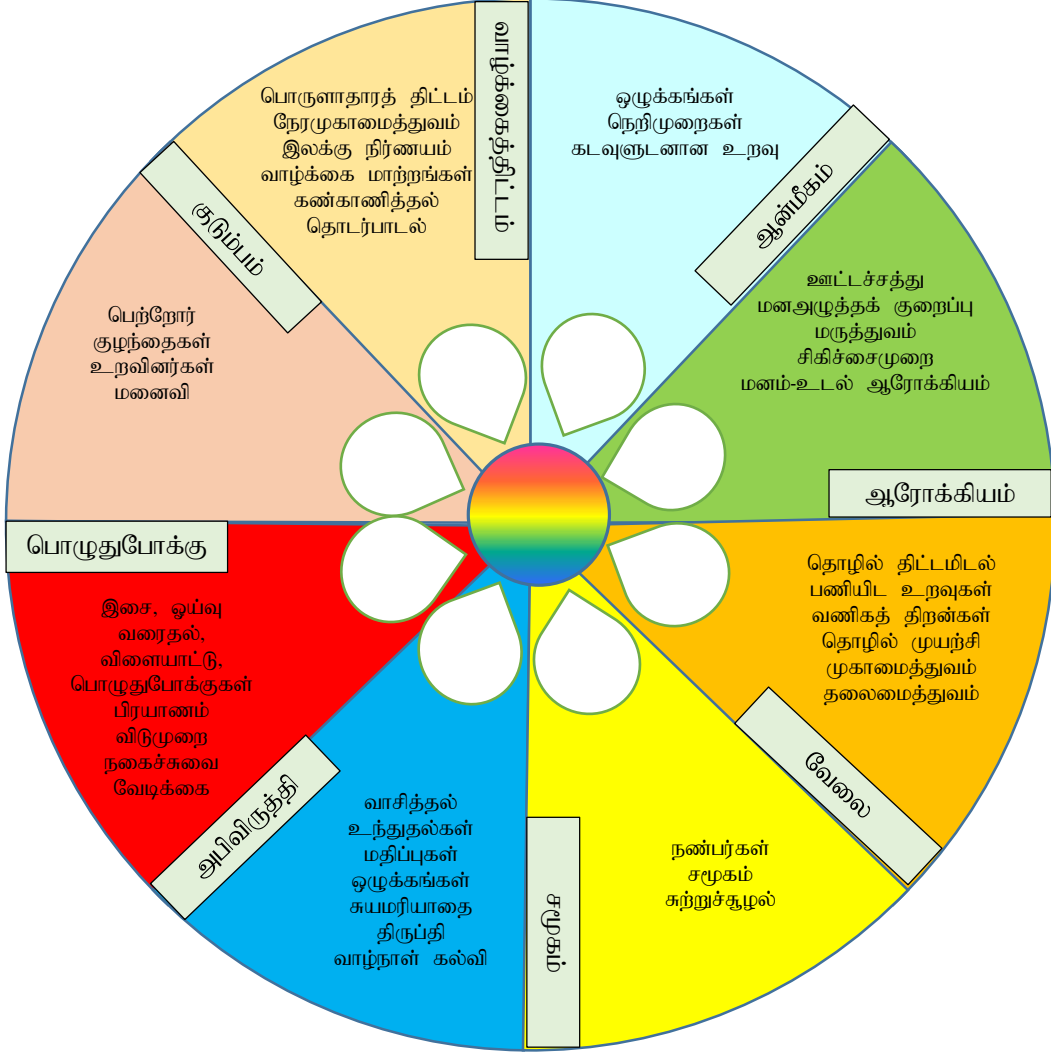 வாழ்க்கைத்திட்டம்
பொருளாதாரத் திட்டம்
நேரமுகாமைத்துவம்
இலக்கு நிர்ணயம்
வாழ்க்கை மாற்றங்கள்
கண்காணித்தல்
தொடர்பாடல்
ஒழுக்கங்கள்
நெறிமுறைகள்
கடவுளுடனான உறவு
ஆன்மீகம்
ஊட்டச்சத்து
மனஅழுத்தக் குறைப்பு
மருத்துவம்
சிகிச்சைமுறை
மனம்-உடல் ஆரோக்கியம்
ஆரோக்கியம்
தொழில் திட்டமிடல்
பணியிட உறவுகள்
வணிகத் திறன்கள்
தொழில் முயற்சி
முகாமைத்துவம்
தலைமைத்துவம்
வேலை
நண்பர்கள்
சமூகம்
சுற்றுச்சூழல்
சமூகம்
வாசித்தல்
உந்துதல்கள்
மதிப்புகள்
ஒழுக்கங்கள்
சுயமரியாதை
திருப்தி
வாழ்நாள் கல்வி
அபிவிருத்தி
இசை, ஓய்வு
வரைதல்,
விளையாட்டு,
பொழுதுபோக்குகள்
பிரயாணம்
விடுமுறை
நகைச்சுவை
வேடிக்கை
பொழுதுபோக்கு
பெற்றோர்
குழந்தைகள்
உறவினர்கள்
மனைவி
குடும்பம்